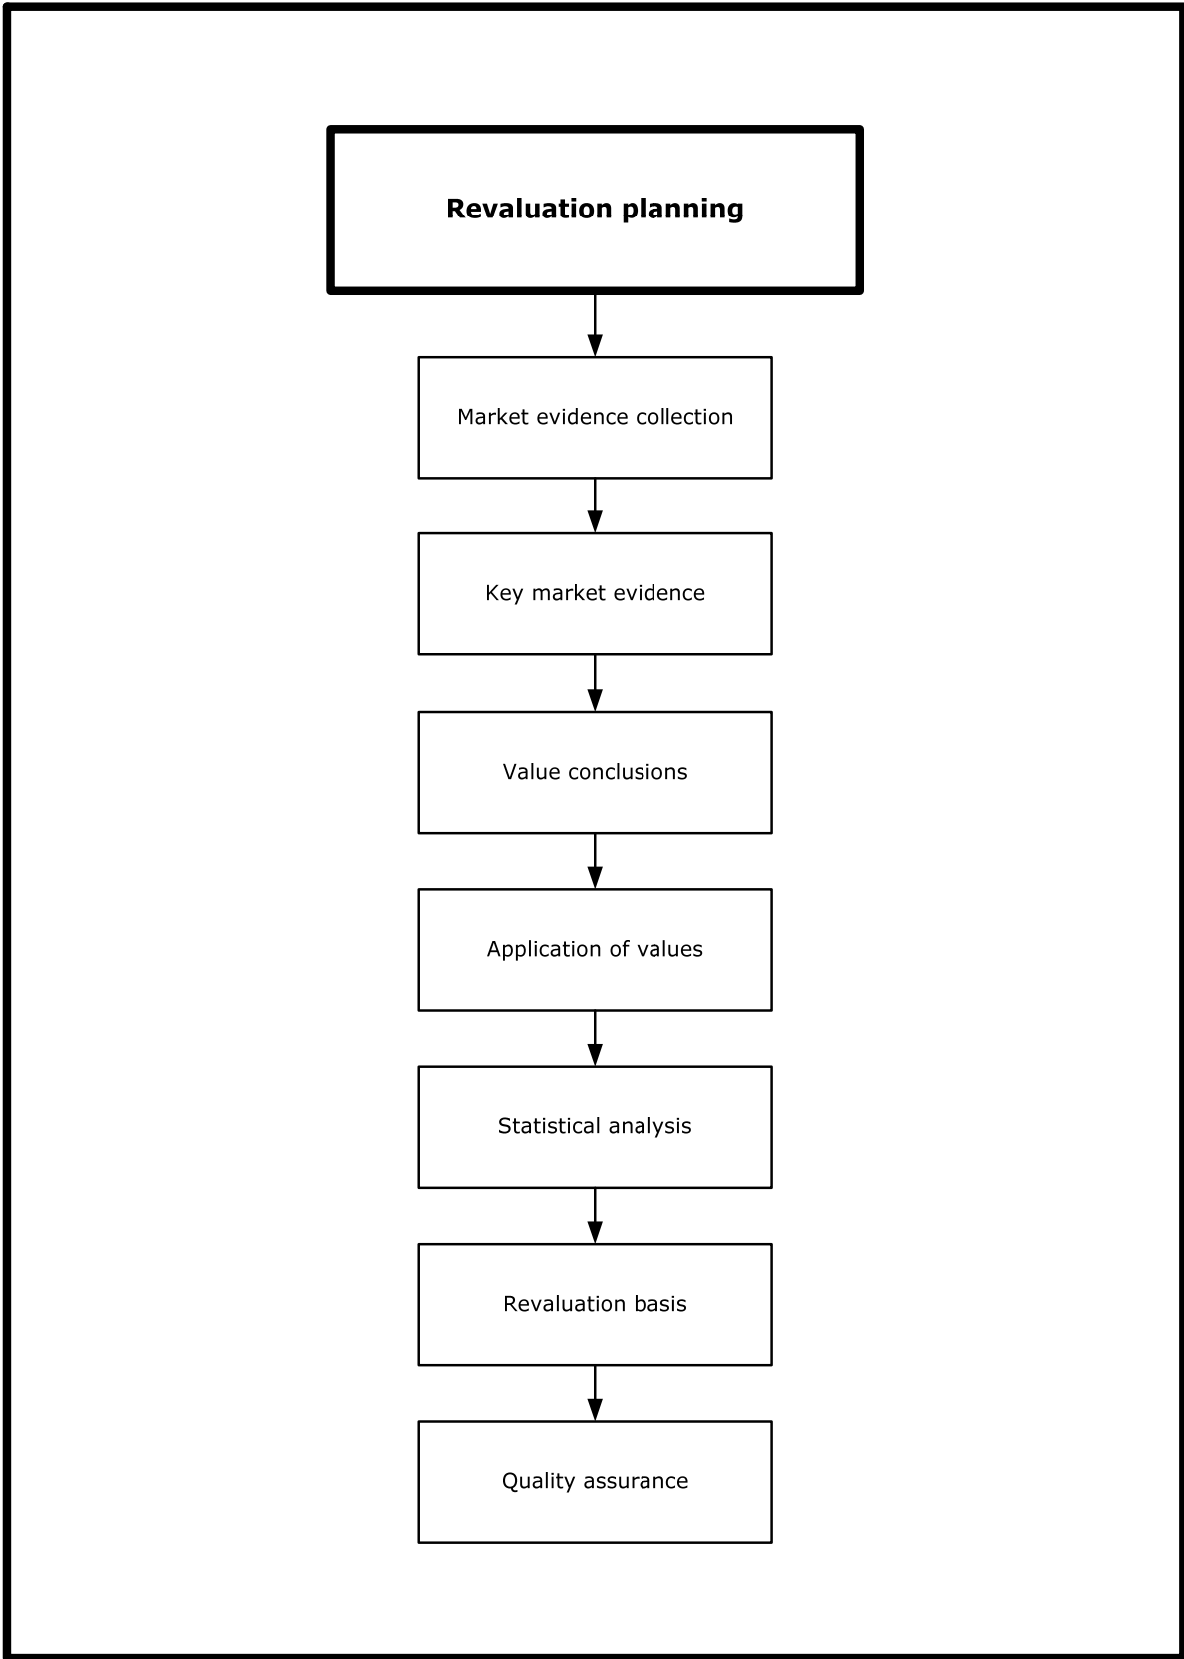 Revaluation planning
Market evidence collection
Key market evidence
Value conclusions
Application of values
Statistical analysis
Revaluation basis
Quality assurance